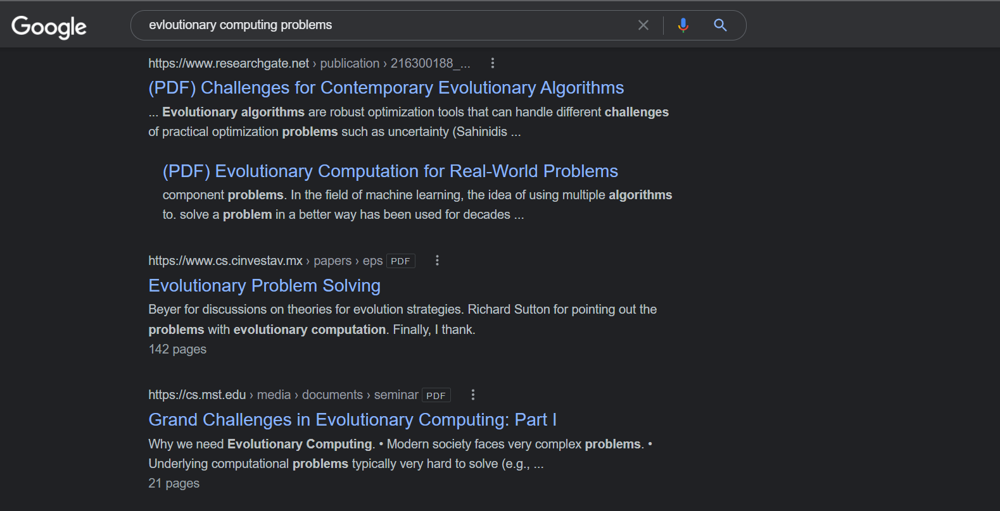 Google
evloutionary computing problems
https://www.researchgate.net › publication › 216300188_...
(PDF) Challenges for Contemporary Evolutionary Algorithms
... Evolutionary algorithms are robust optimization tools that can handle different challenges
of practical optimization problems such as uncertainty (Sahinidis ...
(PDF) Evolutionary Computation for Real-World Problems
component problems. In the field of machine learning, the idea of using multiple algorithms
to. solve a problem in a better way has been used for decades ...
https://www.cs.cinvestav.mx › papers › eps PDF
Evolutionary Problem Solving
Beyer for discussions on theories for evolution strategies. Richard Sutton for pointing out the
problems with evolutionary computation. Finally, I thank.
142 pages
https://cs.mst.edu › media › documents › seminar PDF
Grand Challenges in Evolutionary Computing: Part I
Why we need Evolutionary Computing. • Modern society faces very complex problems. •
Underlying computational problems typically very hard to solve (e.g., ...
21 pages